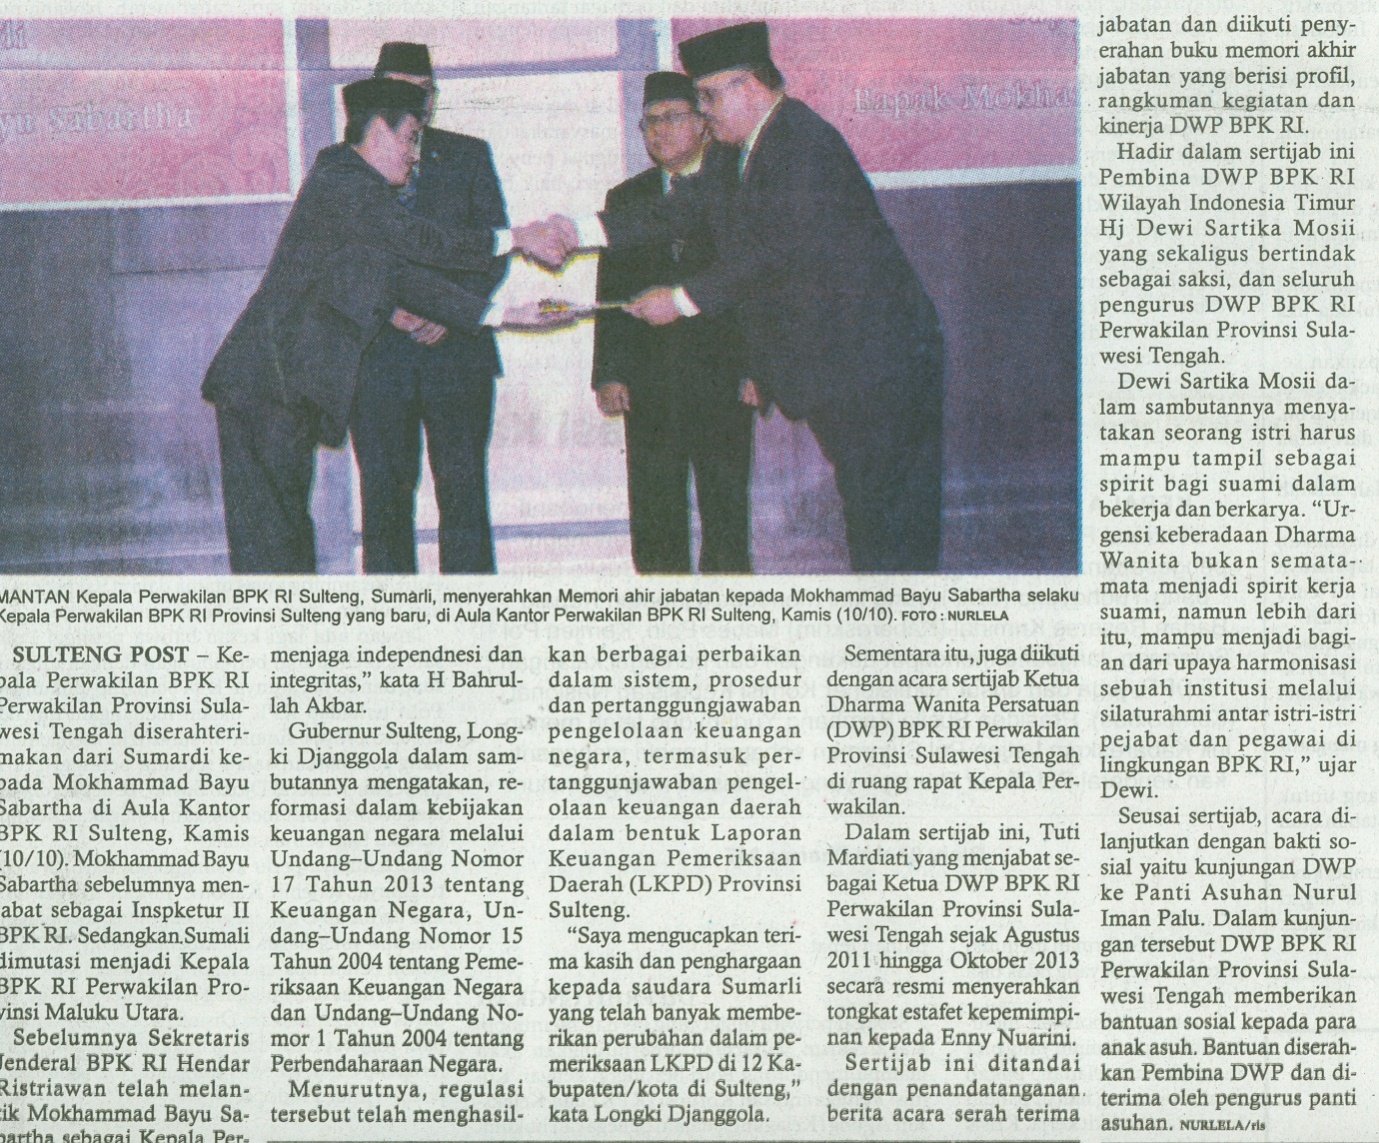 di
yu Sabartha
Bapak Mokha
MANTAN Kepala Perwakilan BPK RI Sulteng, Sumarli, menyerahkan Memori ahir jabatan kepada Mokhammad Bayu Sabartha selaku
Kepala Perwakilan BPK RI Provinsi Sulteng yang baru, di Aula Kantor Perwakilan BPK RI Sulteng, Kamis (10/10). FOTO : NURLELA
SULTENG POST – Ke-
pala Perwakilan BPK RI
Perwakilan Provinsi Sula-
wesi Tengah diserahteri-
makan dari Sumardi ke-
pada Mokhammad Bayu
Sabartha di Aula Kantor
BPK RI Sulteng, Kamis
(10/10). Mokhammad Bayu
Sabartha sebelumnya men-
jabat sebagai Inspketur II
BPK RI. Sedangkan Sumali
dimutasi menjadi Kepala
BPK RI Perwakilan Pro-
vinsi Maluku Utara.
Sebelumnya Sekretaris
Jenderal BPK RI Hendar
Ristriawan telah melan-
tik Mokhammad Bayu Sa-
bartha sebagai Kepala Per-
menjaga independnesi dan
integritas,” kata H Bahrul-
lah Akbar.
Gubernur Sulteng, Long-
ki Djanggola dalam sam-
butannya mengatakan, re-
formasi dalam kebijakan
keuangan negara melalui
Undang–Undang Nomor
17 Tahun 2013 tentang
Keuangan Negara, Un-
dang–Undang Nomor 15
Tahun 2004 tentang Peme-
riksaan Keuangan Negara
dan Undang–Undang No-
mor 1 Tahun 2004 tentang
Perbendaharaan Negara.
Menurutnya, regulasi
tersebut telah menghasil-
kan berbagai perbaikan
dalam sistem, prosedur
dan pertanggungjawaban
pengelolaan keuangan
negara, termasuk per-
tanggunjawaban pengel-
olaan keuangan daerah
dalam bentuk Laporan
Keuangan Pemeriksaan
Daerah (LKPD) Provinsi
Sulteng.
“Saya mengucapkan teri-
ma kasih dan penghargaan
kepada saudara Sumarli
yang telah banyak membe-
rikan perubahan dalam pe-
meriksaan LKPD di 12 Ka-
bupaten/kota di Sulteng,”
kata Longki Djanggola.
Sementara itu, juga diikuti
dengan acara sertijab Ketua
Dharma Wanita Persatuan
(DWP) BPK RI Perwakilan
Provinsi Sulawesi Tengah
di ruang rapat Kepala Per-
wakilan.
Dalam sertijab ini, Tuti
Mardiati yang menjabat se-
bagai Ketua DWP BPK RI
Perwakilan Provinsi Sula-
wesi Tengah sejak Agustus
2011 hingga Oktober 2013
secara resmi menyerahkan
tongkat estafet kepemimpi-
nan kepada Enny Nuarini.
Sertijab ini ditandai
dengan penandatanganan
berita acara serah terima
jabatan dan diikuti peny-
erahan buku memori akhir
jabatan yang berisi profil,
rangkuman kegiatan dan
kinerja DWP BPK RI.
Hadir dalam sertijab ini
Pembina DWP BPK RI
Wilayah Indonesia Timur
Hj Dewi Sartika Mosii
yang sekaligus bertindak
sebagai saksi, dan seluruh
pengurus DWP BPK RI
Perwakilan Provinsi Sula-
wesi Tengah.
Dewi Sartika Mosii da-
lam sambutannya menya-
takan seorang istri harus
mampu tampil sebagai
spirit bagi suami dalam
bekerja dan berkarya. “Ur-
gensi keberadaan Dharma
Wanita bukan semata-
mata menjadi spirit kerja
suami, namun lebih dari
itu, mampu menjadi bagi-
an dari upaya harmonisasi
sebuah institusi melalui
silaturahmi antar istri-istri
pejabat dan pegawai di
lingkungan BPK RI,” ujar
Dewi.
Seusai sertijab, acara di-
lanjutkan dengan bakti so-
sial yaitu kunjungan DWP
ke Panti Asuhan Nurul
Iman Palu. Dalam kunjun-
gan tersebut DWP BPK RI
Perwakilan Provinsi Sula-
wesi Tengah memberikan
bantuan sosial kepada para
anak asuh. Bantuan diserah-
kan Pembina DWP dan di-
terima oleh pengurus panti
asuhan. NURLELA/ris